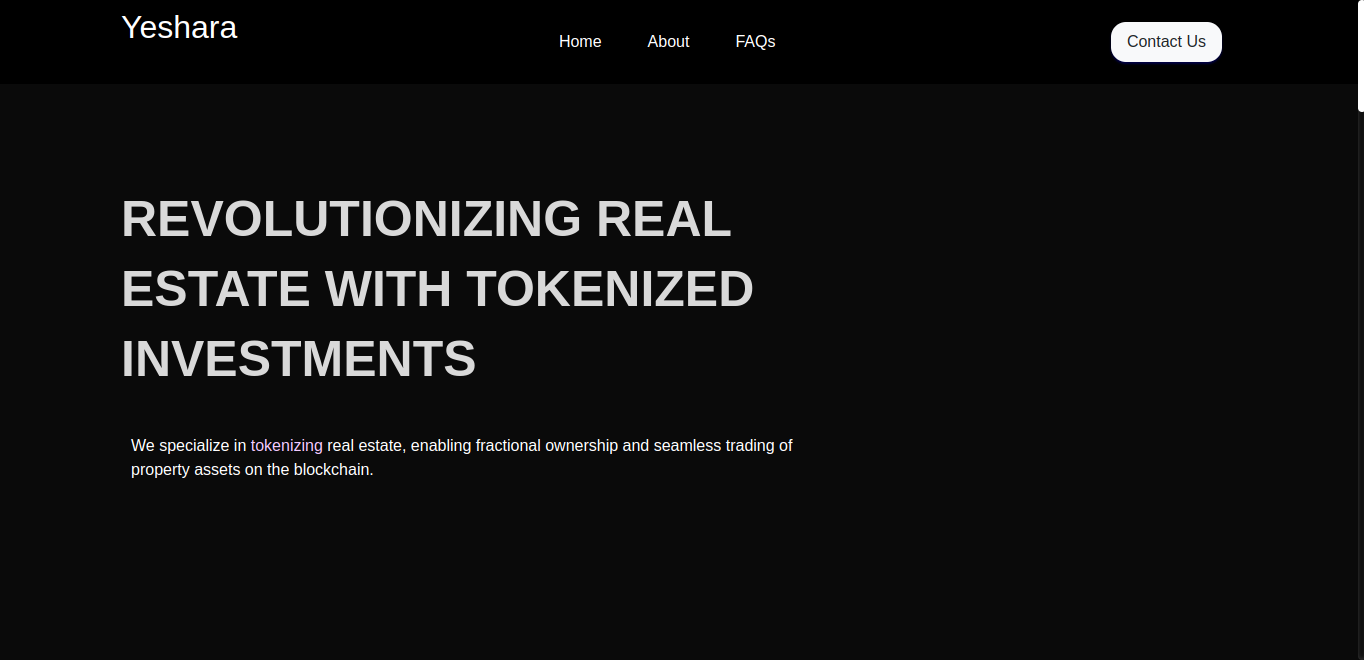 Yeshara
Home About FAQs
Contact Us
REVOLUTIONIZING REAL
ESTATE WITH TOKENIZED
INVESTMENTS
We specialize in tokenizing real estate, enabling fractional ownership and seamless trading of
property assets on the blockchain.